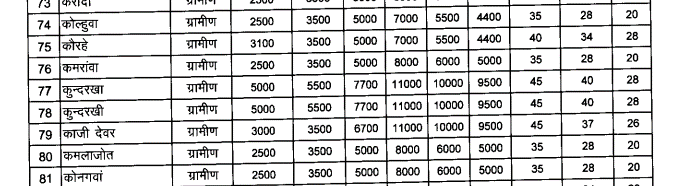 73 करौदा ग्रामीण 2500 3500
74 कोल्हुवा ग्रामीण 2500 3500 5000 7000 5500 4400 35 28 20
75 कौरहे ग्रामीण 3100 3500 5000 7000 5500 4400 40 34 28
76 कमरांवा ग्रामीण 2500 3500 5000 8000 6000 5000 35 28 20
77 कुन्दरखा ग्रामीण 5000 5500 7700 11000 10000 9500 45 40 28
78 कुन्दरखी ग्रामीण 5000 5500 7700 11000 10000 9500 45 40 28
79 काजी देवर ग्रामीण 3000 3500 6700 11000 10000 9500 45 37 26
80 कमलाजोत ग्रामीण 2500 3500 5000 8000 6000 5000 35 28 20
81 कोनगवां ग्रामीण 2500 3500 5000 8000 6000 5000 35 28 20